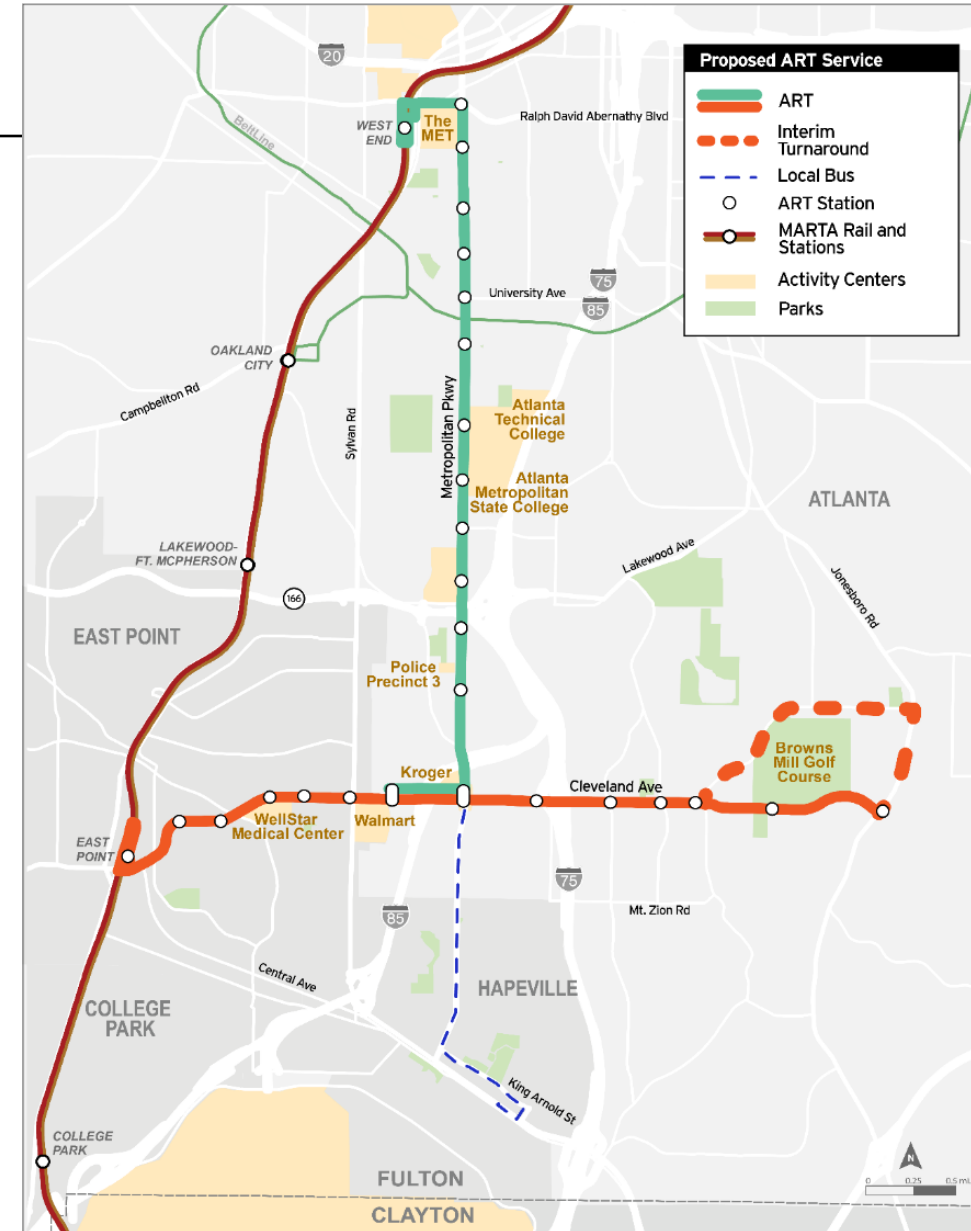 Proposed ART Service
ART
Interim
Turnaround
Local Bus
ART Station
MARTA Rail and
Stations
Activity Centers
Parks
20
BeltLine
WEST
END
The
MET
Ralph David Abernathy Blvd
75
85
University Ave
OAKLAND
CITY
Campbellton Rd
Sylvan Rd
Metropolitan Pkwy
Atlanta
Technical
College
Atlanta
Metropolitan
State College
ATLANTA
LAKEWOOD-
FT. MCPHERSON
166
Lakewood Ave
Jonesboro Rd
EAST POINT
Police
Precinct 3
Browns
Mill Golf
Course
Kroger
Cleveland Ave
WellStar
Medical Center
Walmart
EAST
POINT
75
85
Mt. Zion Rd
Central Ave
HAPEVILLE
COLLEGE
PARK
King Arnold St
COLLEGE
PARK
N
0
0.25
0.5 mi.
FULTON
CLAYTON